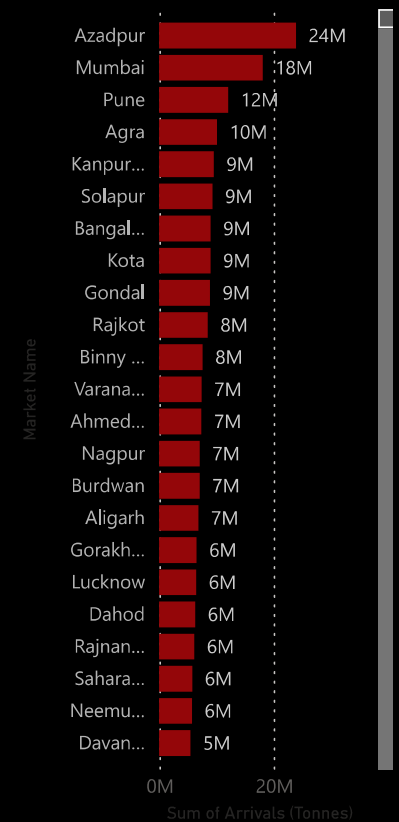 Azadpur 24M
Mumbai 18M
Pune 12M
Agra 10M
Kanpur... 9M
Solapur 9M
Bangal... 9M
Kota 9M
Gondal 9M
Rajkot 8M
Binny ... 8M
Varana... 7M
Ahmed... 7M
Nagpur 7M
Burdwan 7M
Aligarh 7M
Gorakh... 6M
Lucknow 6M
Dahod 6M
Rajnan... 6M
Sahara... 6M
Neemu... 6M
Davan... 5M
Market Name
0M 20M
Sum of Arrivals (Tonnes)